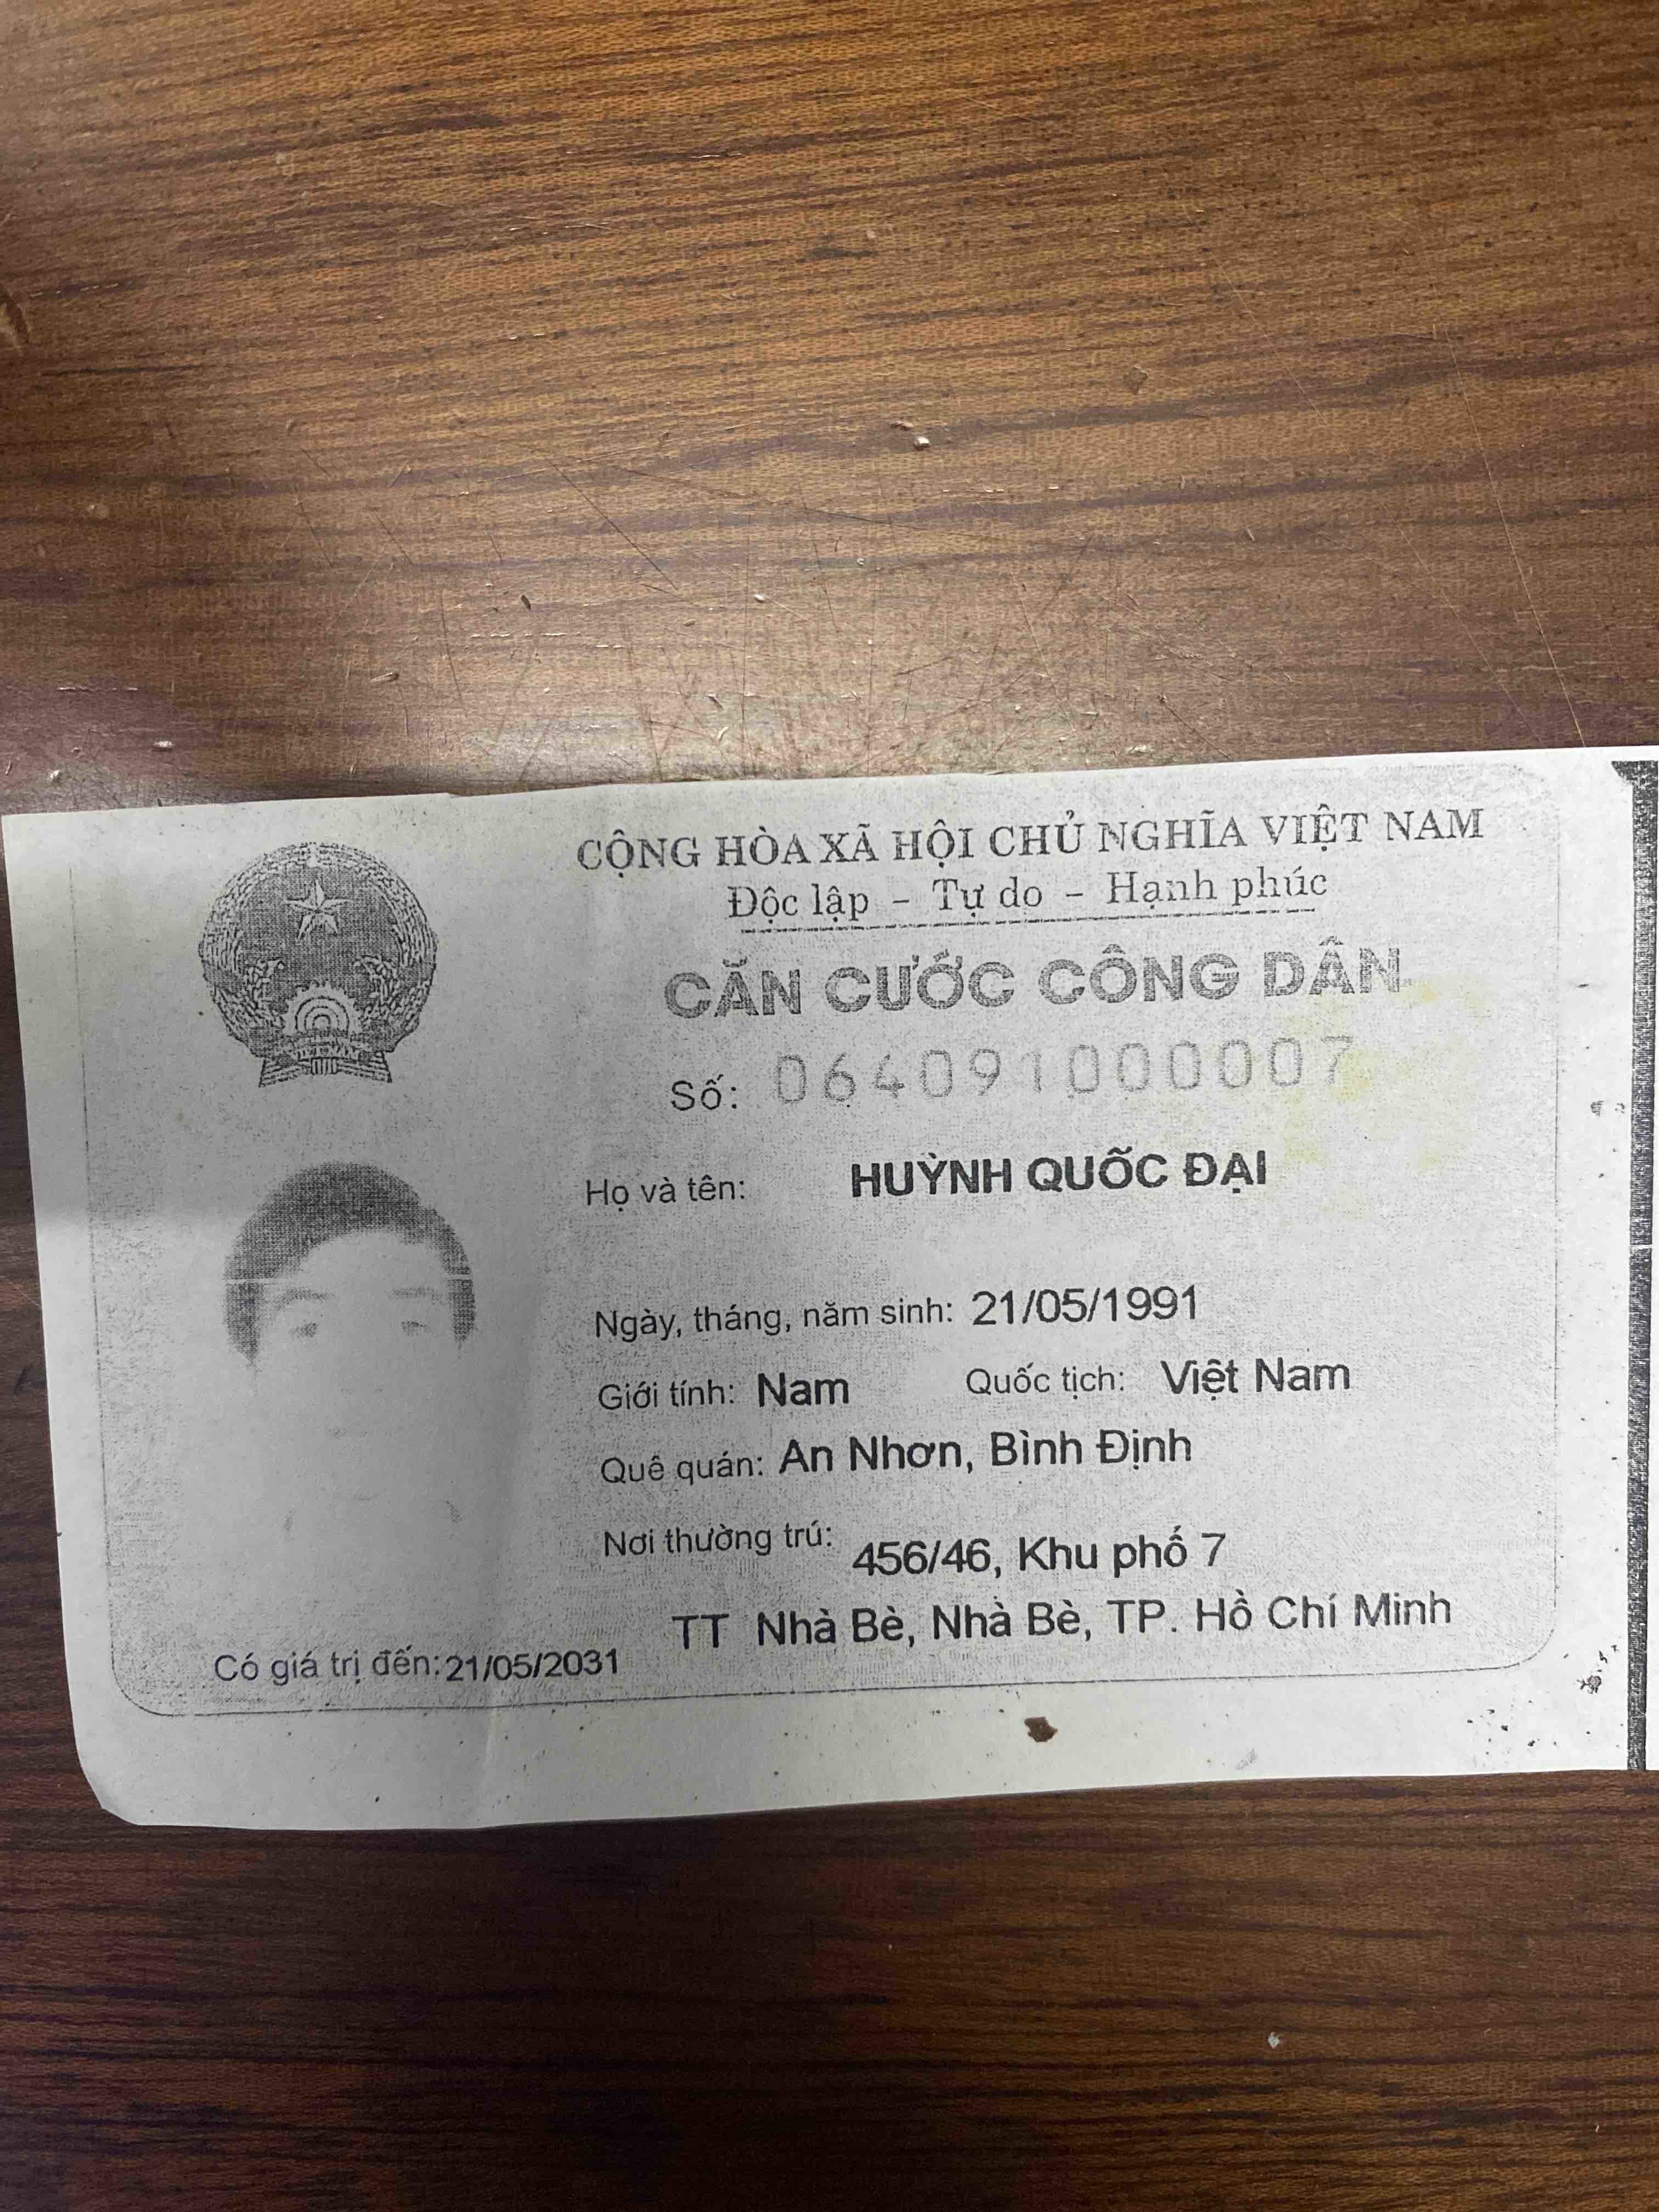 CỘNG HÒA XÃ HỘI CHỦ NGHĨA VIỆT NAM
Độc lập - Tự do - Hạnh phúc
CĂN CƯỚC CÔNG DÂN
VIET NAM
Số: 064091000007
Họ và tên: HUỲNH QUỐC ĐẠI
Ngày, tháng, năm sinh: 21/05/1991
Giới tính: Nam Quốc tịch: Việt Nam
Quê quán: An Nhơn, Bình Định
Nơi thường trú: 456/46, Khu phố 7
TT Nhà Bè, Nhà Bè, TP. Hồ Chí Minh
Có giá trị đến: 21/05/2031